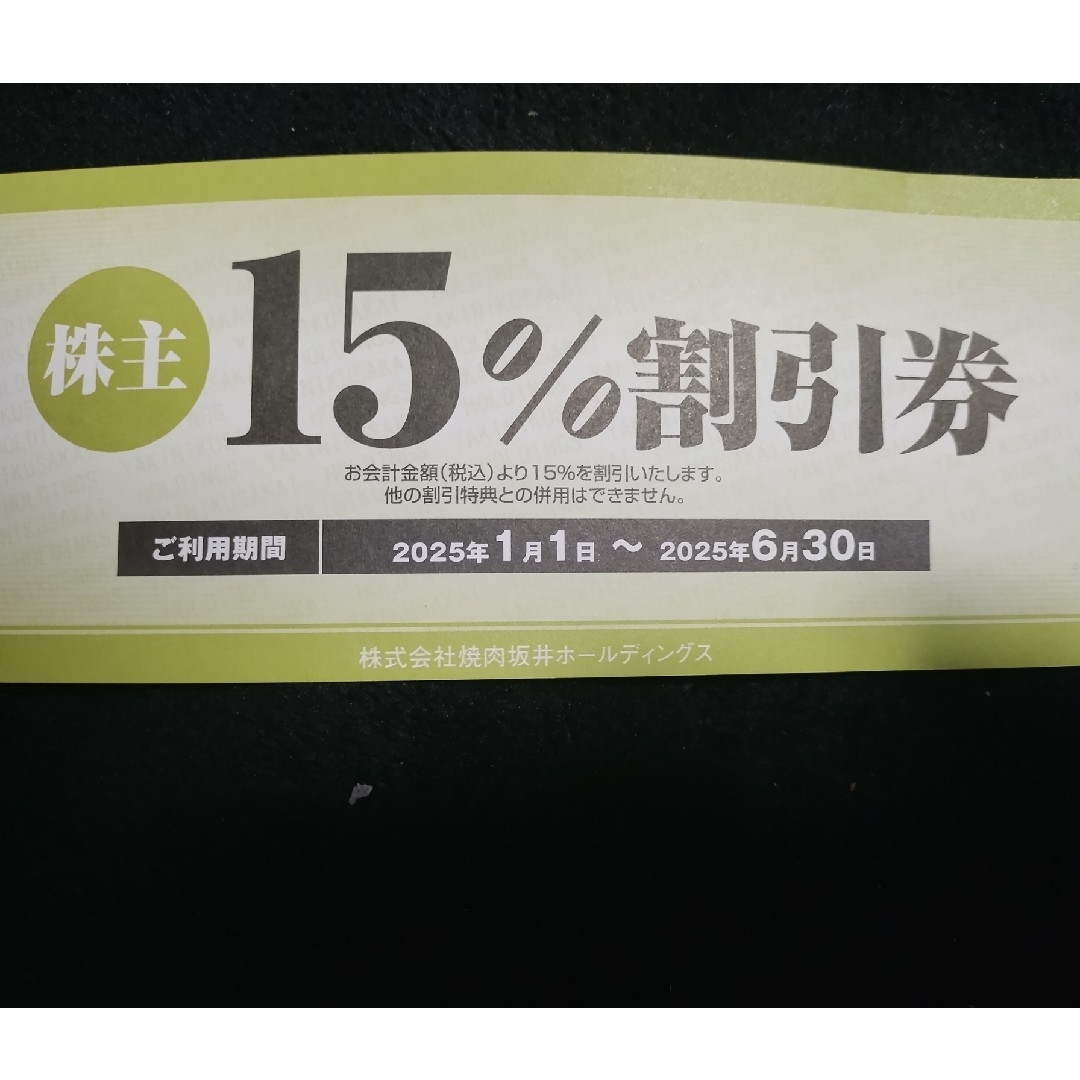 株主
15%割引券
お会計金額(税込)より15%を割引いたします。
他の割引特典との併用はできません。
ご利用期間 2025年1月1日 〜 2025年6月30日
株式会社焼肉坂井ホールディングス